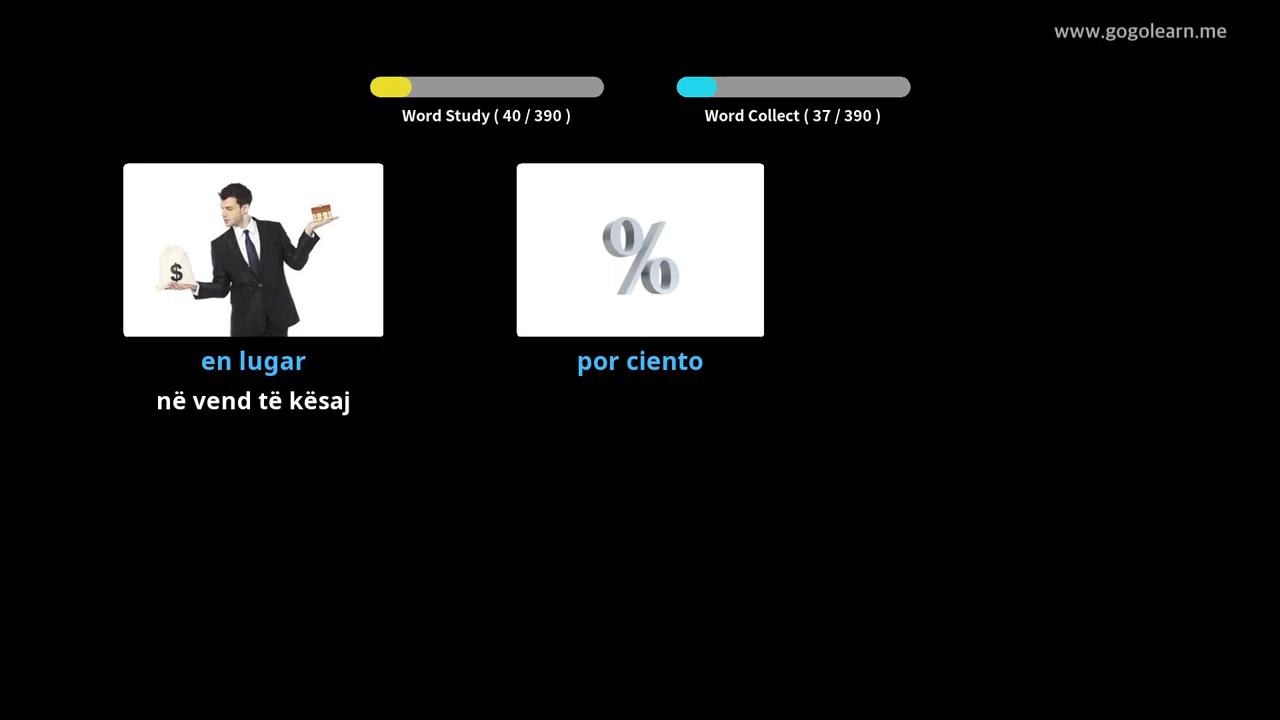 www.gogolearn.me
Word Study ( 40 / 390 )
Word Collect ( 37 / 390 )
$
%
en lugar
por ciento
në vend të kësaj